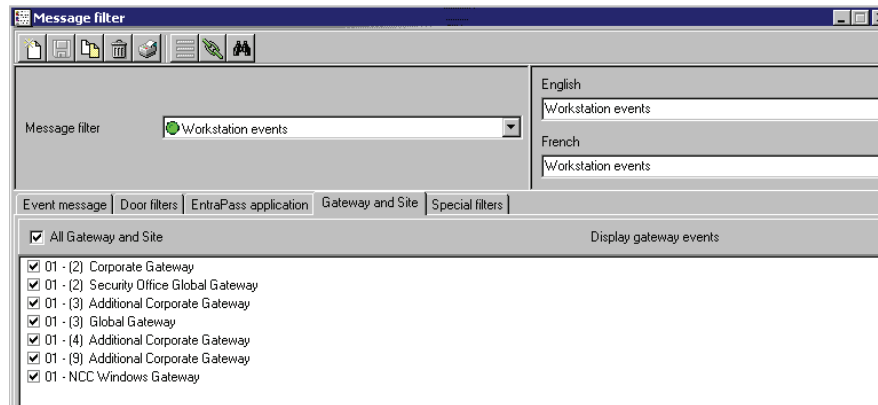 Message filter
English
Workstation events
Message filter
Workstation events
French
Workstation events
Event message Door filters EntraPass application Gateway and Site Special filters
All Gateway and Site Display gateway events
01 - (2) Corporate Gateway
01 - (2) Security Office Global Gateway
01 - (3) Additional Corporate Gateway
01 - (3) Global Gateway
01 - (4) Additional Corporate Gateway
01 - (9) Additional Corporate Gateway
01 - NCC Windows Gateway